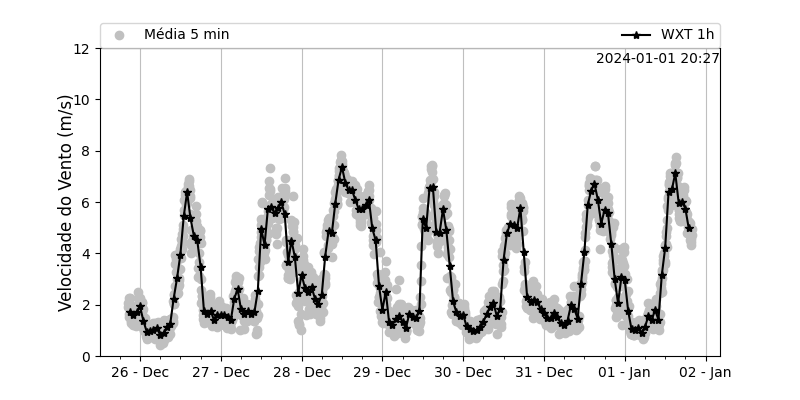 Média 5 min
WXT 1h
2024-01-01 20:27
Velocidade do Vento (m/s)
12
10
8
6
4
2
0
26 - Dec
27 - Dec
28 - Dec
29 - Dec
30 - Dec
31 - Dec
01 - Jan
02 - Jan